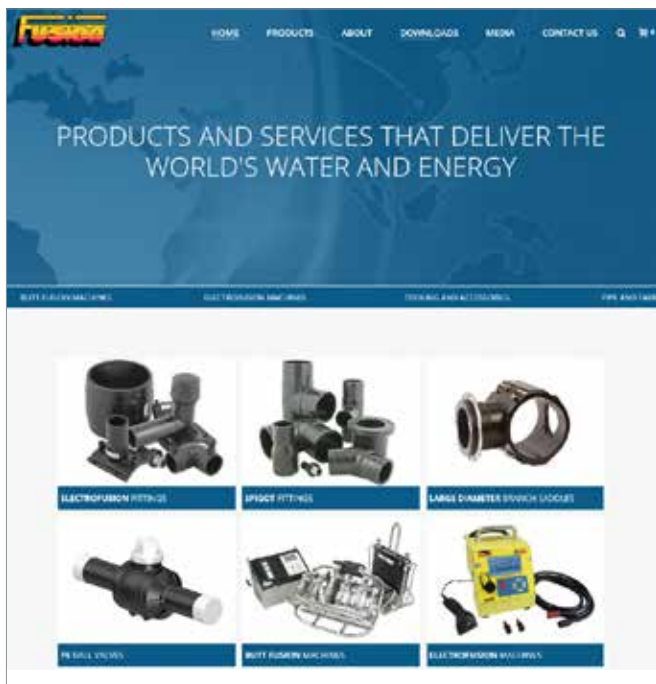 Fusion
HOME PRODUCTS ABOUT DOWNLOADS MEDIA CONTACT US
PRODUCTS AND SERVICES THAT DELIVER THE
WORLD'S WATER AND ENERGY
BUTT FUSION MACHINES ELECTROFUSION MACHINES TOOLING AND ACCESSORIES PIPE AND
ELECTROFUSION FITTINGS SPIGOT FITTINGS LARGE DIAMETER BRANCH SADDLES
PE BALL VALVES BUTT FUSION MACHINES ELECTROFUSION MACHINES